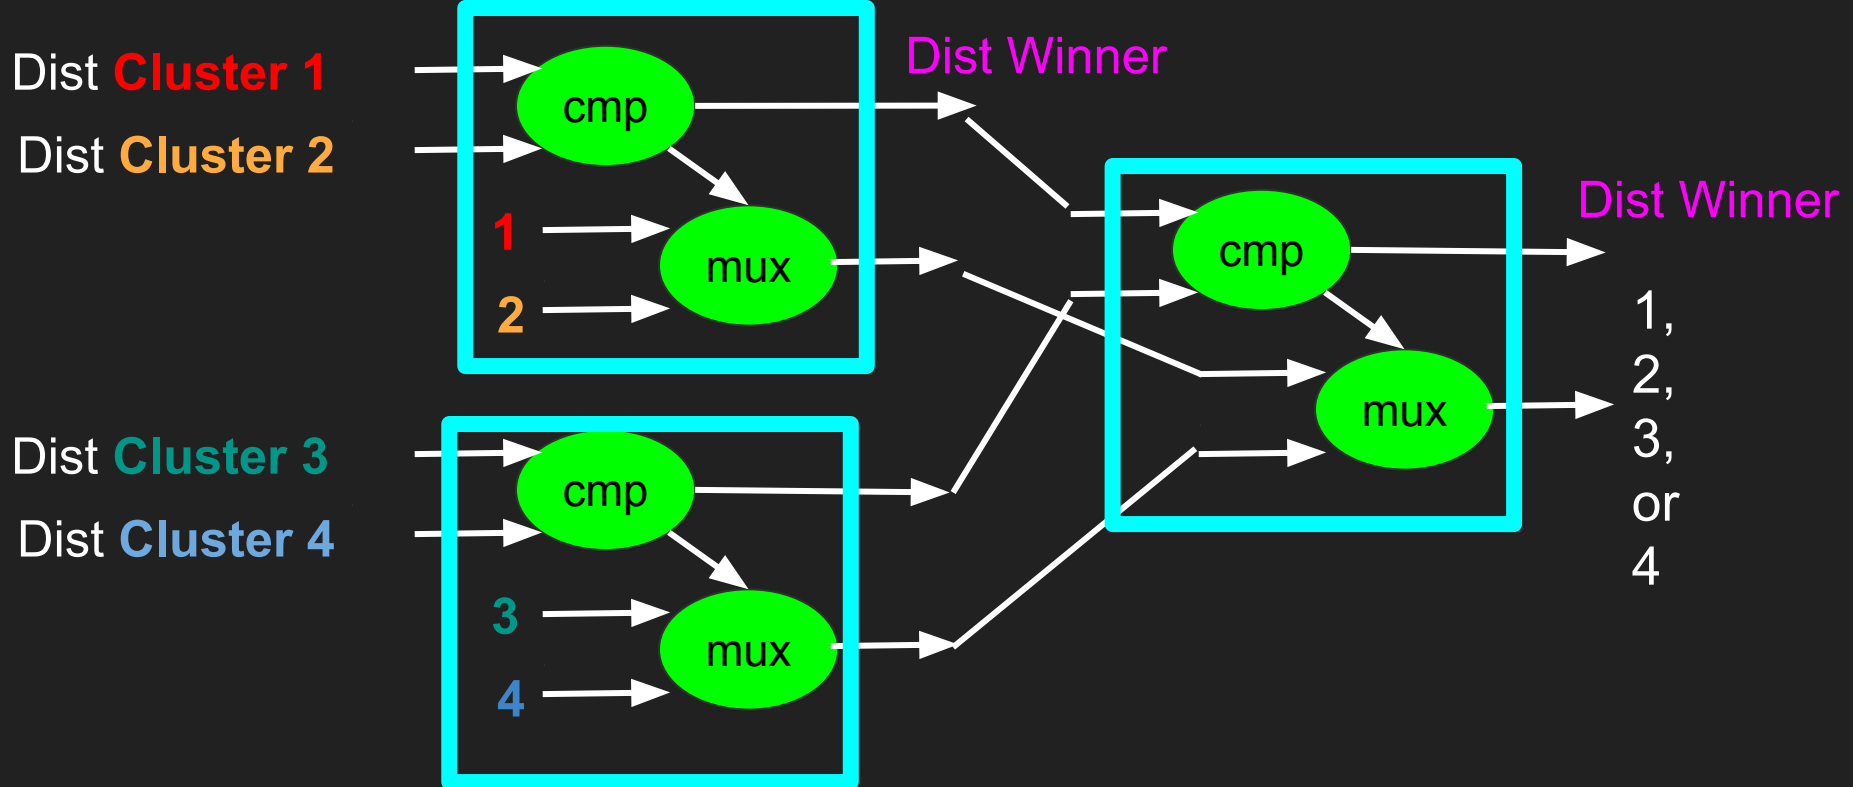 Dist Cluster 1
Dist Cluster 2
cmp
1
2
mux
Dist Winner
Dist Cluster 3
Dist Cluster 4
cmp
3
4
mux
cmp
mux
Dist Winner
1,
2,
3,
or
4